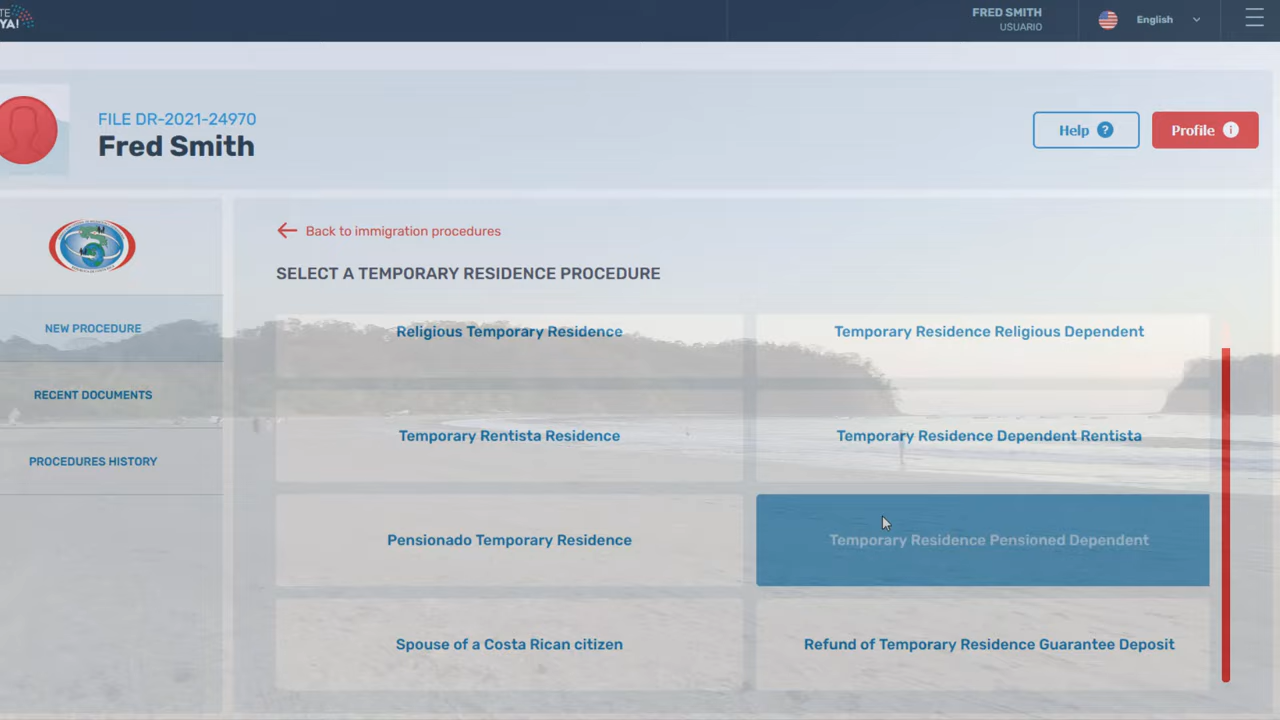 TE
YA!
FRED SMITH
USUARIO
English
FILE DR-2021-24970
Fred Smith
Help ?
Profile i
NEW PROCEDURE
RECENT DOCUMENTS
PROCEDURES HISTORY
Back to immigration procedures
SELECT A TEMPORARY RESIDENCE PROCEDURE
Religious Temporary Residence
Temporary Residence Religious Dependent
Temporary Rentista Residence
Temporary Residence Dependent Rentista
Pensionado Temporary Residence
Temporary Residence Pensioned Dependent
Spouse of a Costa Rican citizen
Refund of Temporary Residence Guarantee Deposit